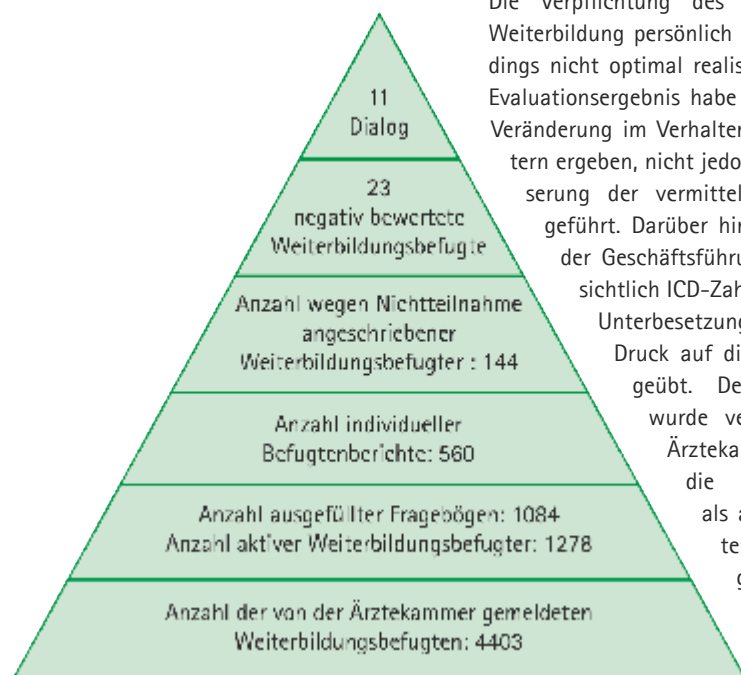 11
Dialog
23
negativ bewertete
Weiterbildungsbefugte
Anzahl wegen Nichtteilnahme
angeschriebener
Weiterbildungsbefugter : 144
Anzahl individueller
Befugtenberichte: 560
Anzahl ausgefüllter Fragebögen: 1084
Anzahl aktiver Weiterbildungsbefugter: 1278
Anzahl der von der Ärztekammer gemeldeten
Weiterbildungsbefugten: 4403
Die Verpflichtung des
Weiterbildung persönlich
dings nicht optimal realis
Evaluationsergebnis habe
Veränderung im Verhalten
tern ergeben, nicht jedo
serung der vermittel
geführt. Darüber hin
der Geschäftsführu
sichtlich ICD-Zah
Unterbesetzung
Druck auf di
geübt. De
wurde ve
Ärzteka
die
als a
te